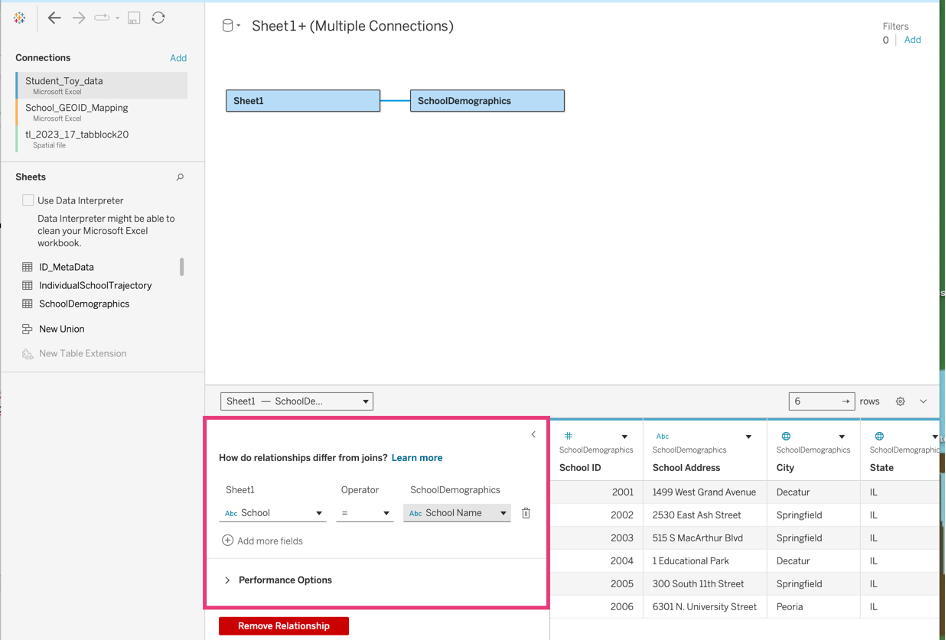 Sheet1+ (Multiple Connections)
Filters
0 | Add
Connections
Add
Student_Toy_data
Microsoft Excel
School_GEOID_Mapping
Microsoft Excel
tl_2023_17_tabblock20
Spatial file
Sheets
Use Data Interpreter
Data Interpreter might be able to
clean your Microsoft Excel
workbook.
ID_MetaData
IndividualSchoolTrajectory
SchoolDemographics
New Union
New Table Extension
Sheet1
SchoolDemographics
Sheet1 — SchoolDe...
6 → rows
How do relationships differ from joins? Learn more
Sheet1 Operator SchoolDemographics
Abc School = Abc School Name
Add more fields
Performance Options
Remove Relationship
# Abc
SchoolDemographics SchoolDemographics SchoolDemographics SchoolDemographic
School ID School Address City State
2001 1499 West Grand Avenue Decatur IL
2002 2530 East Ash Street Springfield IL
2003 515 S MacArthur Blvd Springfield IL
2004 1 Educational Park Decatur IL
2005 300 South 11th Street Springfield IL
2006 6301 N. University Street Peoria IL